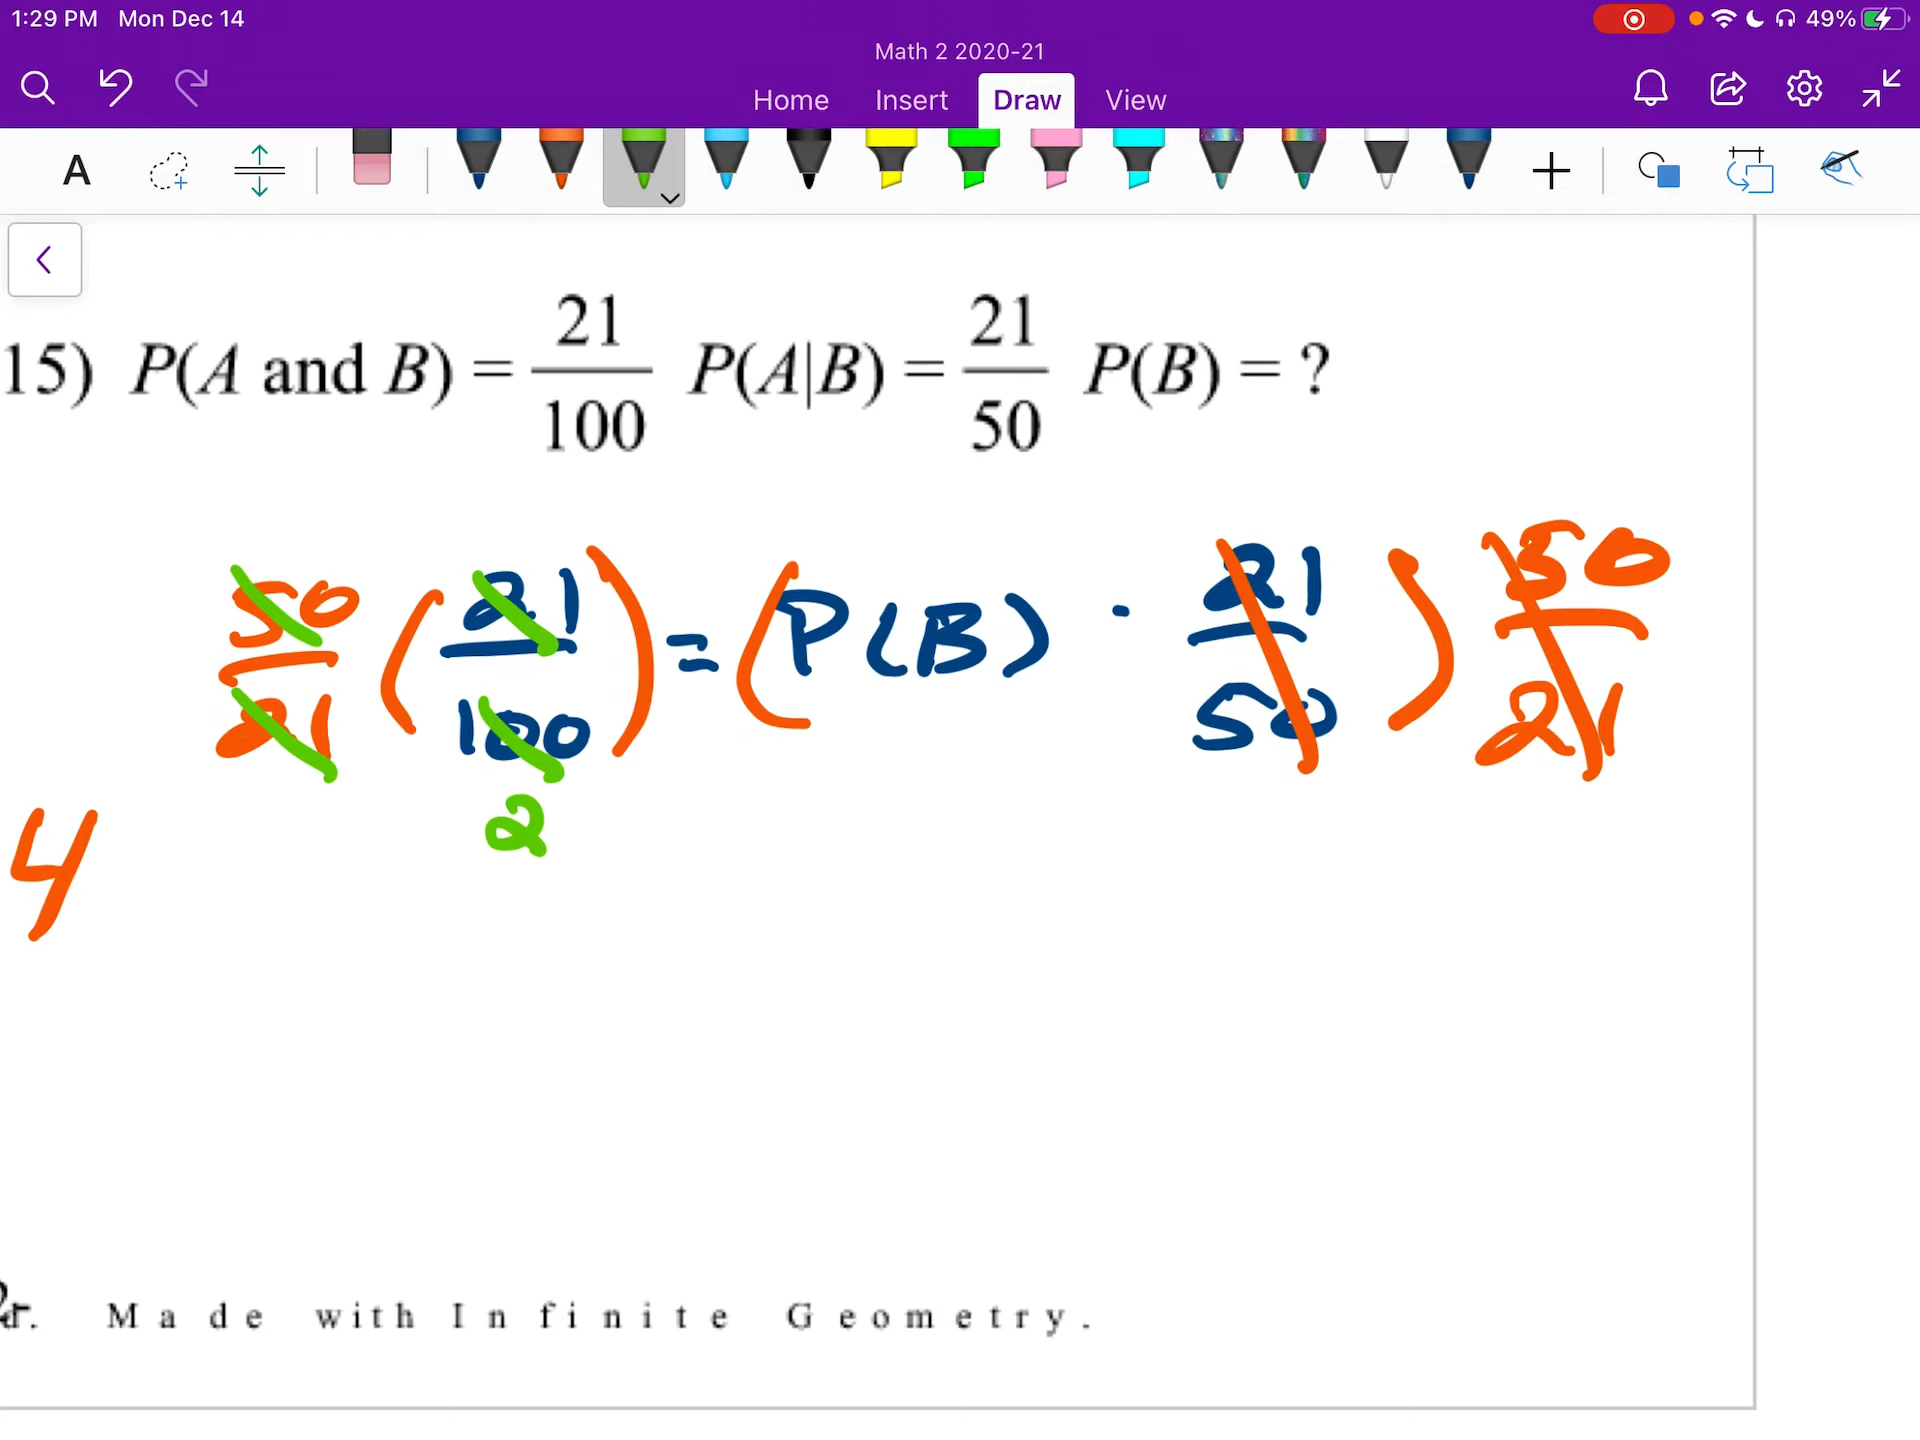 1:29 PM Mon Dec 14 49%
Math 2 2020-21
Home Insert Draw View
A
15) P(A and B) = 21/100 P(A|B) = 21/50 P(B) = ?
50/21 (21/100) = (P(B) · 21/50) 50/21
2
4
Made with Infinite Geometry.